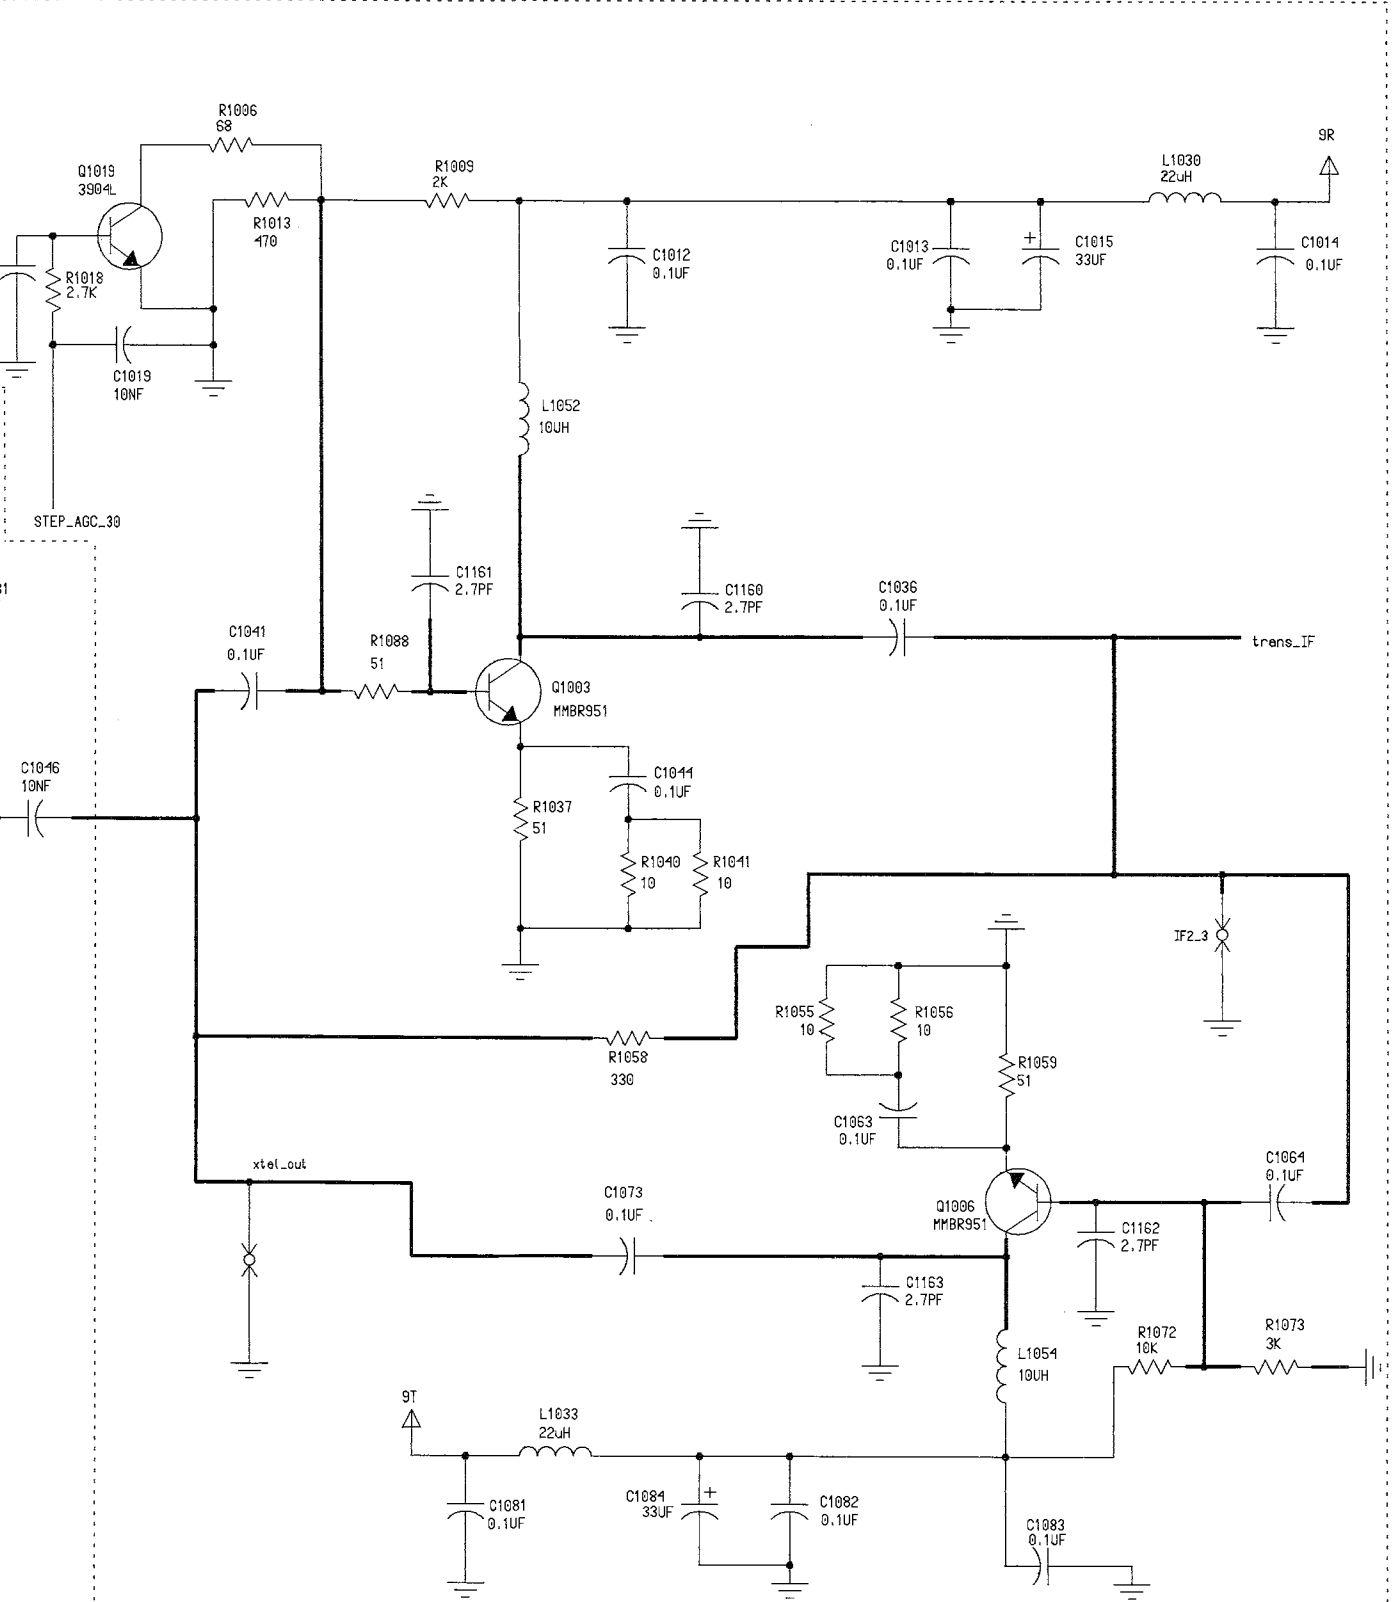 R1006
68
9R
Q1019
3904L
R1009
2K
L1030
22uH
R1013
470
C1012
0.1UF
C1013
0.1UF
+
C1015
33UF
C1014
0.1UF
R1018
2.7K
C1019
10NF
L1052
10UH
STEP_AGC_30
C1161
2.7PF
C1160
2.7PF
C1036
0.1UF
C1041
0.1UF
R1088
51
trans_IF
Q1003
MMBR951
C1046
10NF
C1044
0.1UF
R1037
51
R1040
10
R1041
10
IF2_3
R1055
10
R1056
10
R1058
330
R1059
51
C1063
0.1UF
xtal_out
C1064
0.1UF
C1073
0.1UF
Q1006
MMBR951
C1162
2.7PF
C1163
2.7PF
R1072
10K
R1073
3K
L1054
10UH
9T
L1033
22uH
C1081
0.1UF
C1084
33UF
+
C1082
0.1UF
C1083
0.1UF